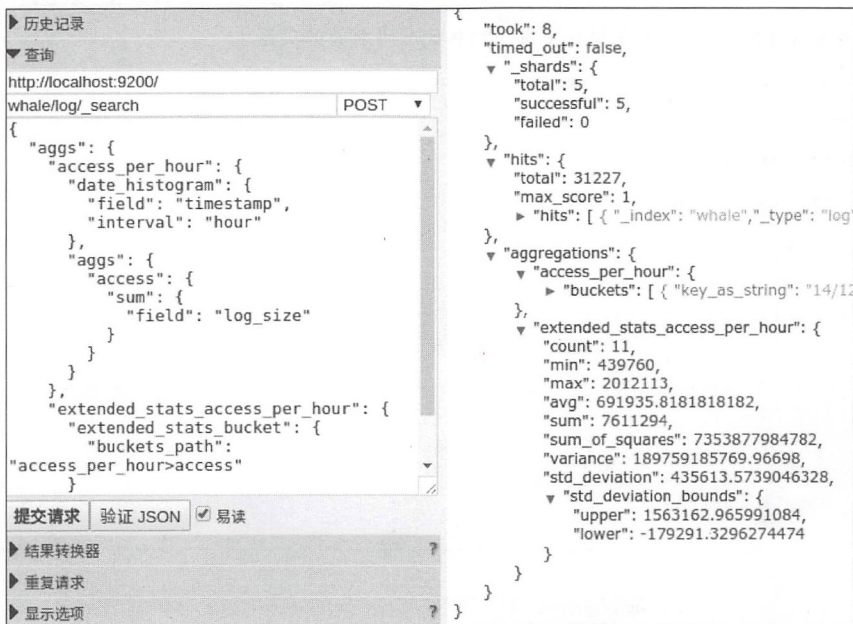 ▶ 历史记录
▼ 查询
http://localhost:9200/
whale/log/_search POST ▼
{
"aggs": {
"access_per_hour": {
"date_histogram": {
"field": "timestamp",
"interval": "hour"
},
"aggs": {
"access": {
"sum": {
"field": "log_size"
}
}
}
},
"extended_stats_access_per_hour": {
"extended_stats_bucket": {
"buckets_path":
"access_per_hour>access"
}
提交请求 验证 JSON 易读
▶ 结果转换器 ?
▶ 重复请求
▶ 显示选项 ?
{
"took": 8,
"timed_out": false,
▼ "_shards": {
"total": 5,
"successful": 5,
"failed": 0
},
▼ "hits": {
"total": 31227,
"max_score": 1,
▶ "hits": [ { "_index": "whale","_type": "log"
},
▼ "aggregations": {
▼ "access_per_hour": {
▶ "buckets": [ { "key_as_string": "14/12
},
▼ "extended_stats_access_per_hour": {
"count": 11,
"min": 439760,
"max": 2012113,
"avg": 691935.8181818182,
"sum": 7611294,
"sum_of_squares": 7353877984782,
"variance": 189759185769.96698,
"std_deviation": 435613.5739046328,
▼ "std_deviation_bounds": {
"upper": 1563162.965991084,
"lower": -179291.3296274474
}
}
}
}